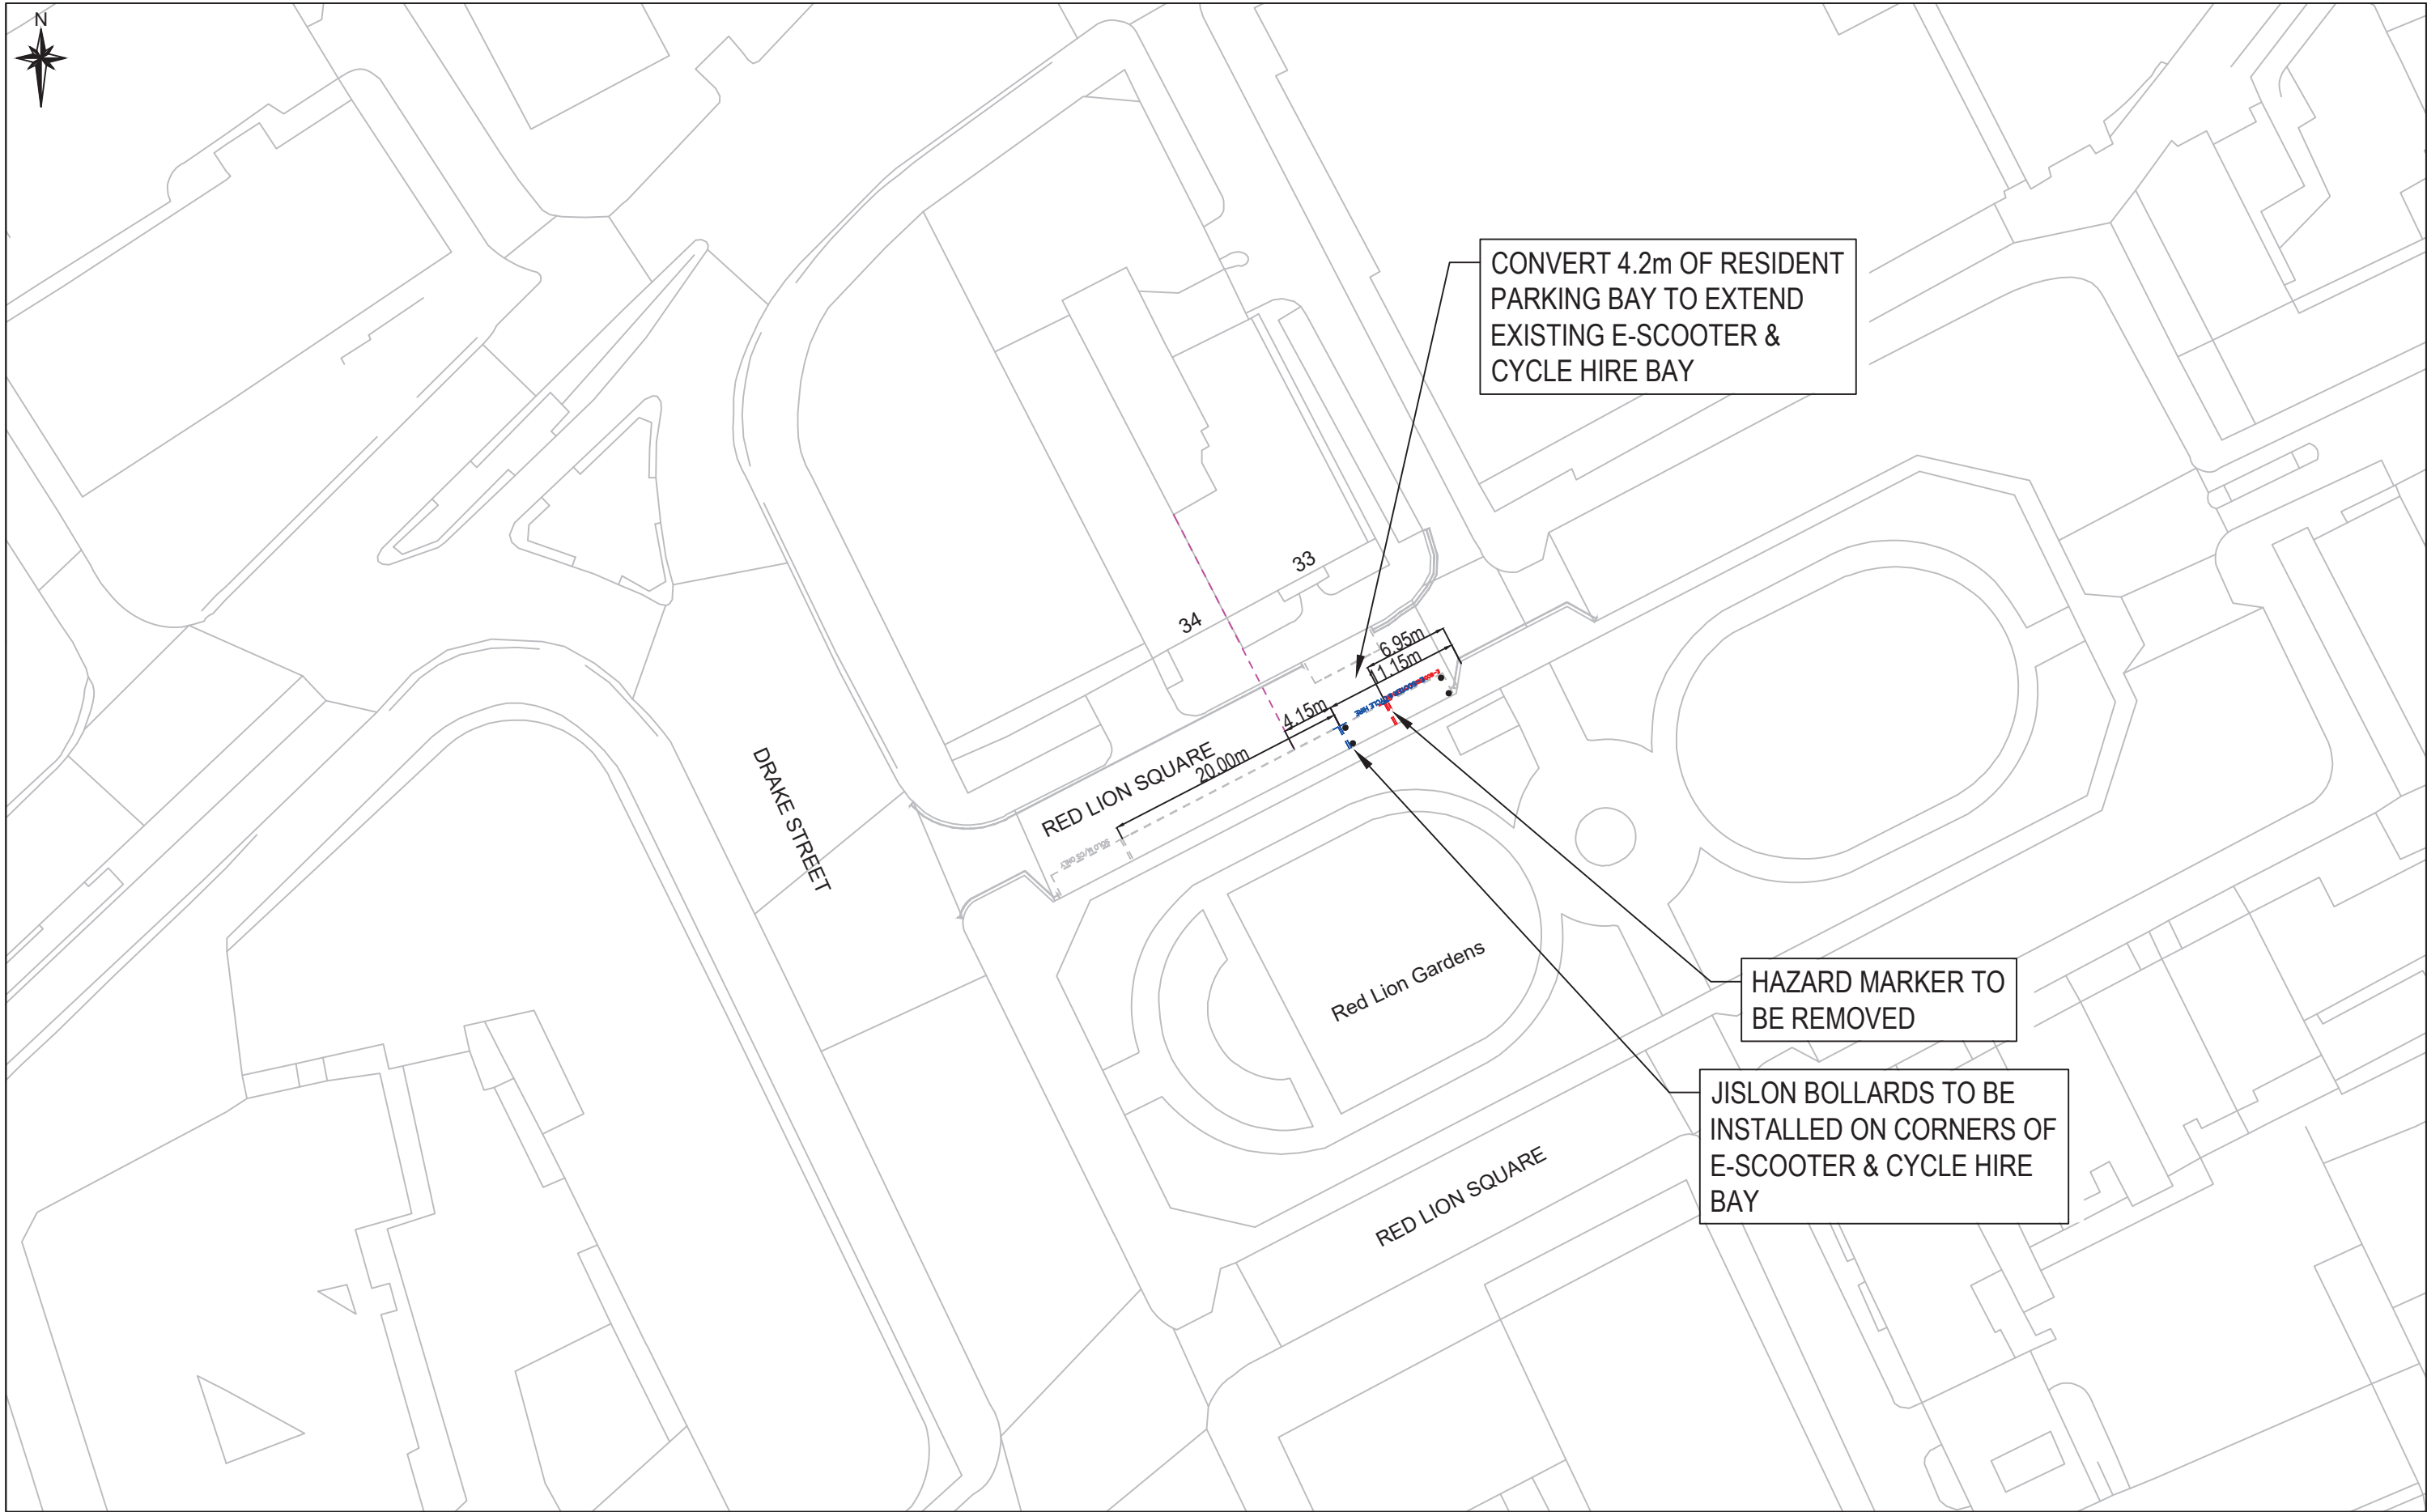 N
CONVERT 4.2m OF RESIDENT
PARKING BAY TO EXTEND
EXISTING E-SCOOTER &
CYCLE HIRE BAY
33
34
6.95m
1.15m
4.15m
20.00m
RED LION SQUARE
DRAKE STREET
Red Lion Gardens
HAZARD MARKER TO
BE REMOVED
JISLON BOLLARDS TO BE
INSTALLED ON CORNERS OF
E-SCOOTER & CYCLE HIRE
BAY
RED LION SQUARE